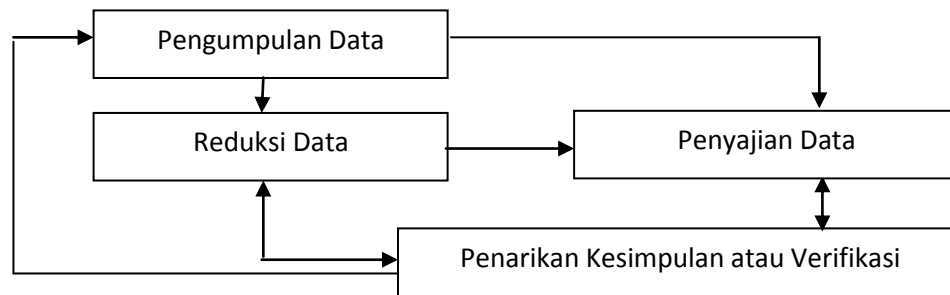 Pengumpulan Data
Reduksi Data
Penyajian Data
Penarikan Kesimpulan atau Verifikasi